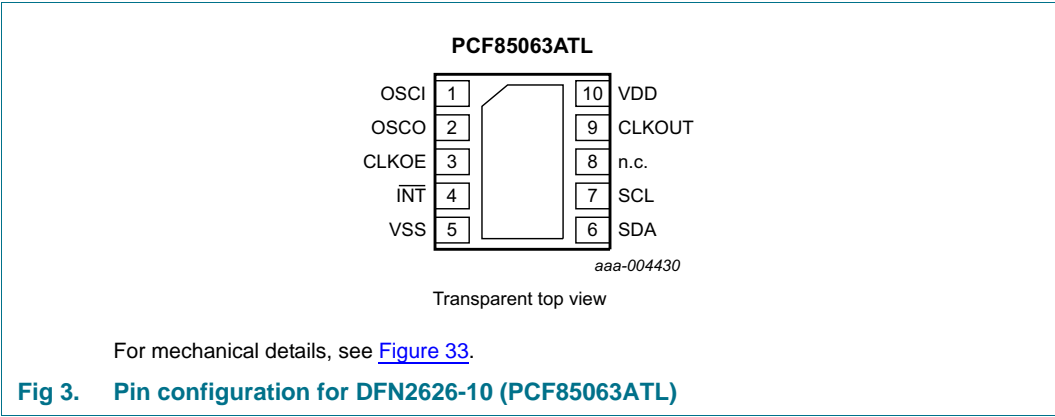 PCF85063ATL
OSCI 1 10 VDD
OSCO 2 9 CLKOUT
CLKOE 3 8 n.c.
I̅N̅T̅ 4 7 SCL
VSS 5 6 SDA
aaa-004430
Transparent top view
For mechanical details, see Figure 33.
Fig 3. Pin configuration for DFN2626-10 (PCF85063ATL)